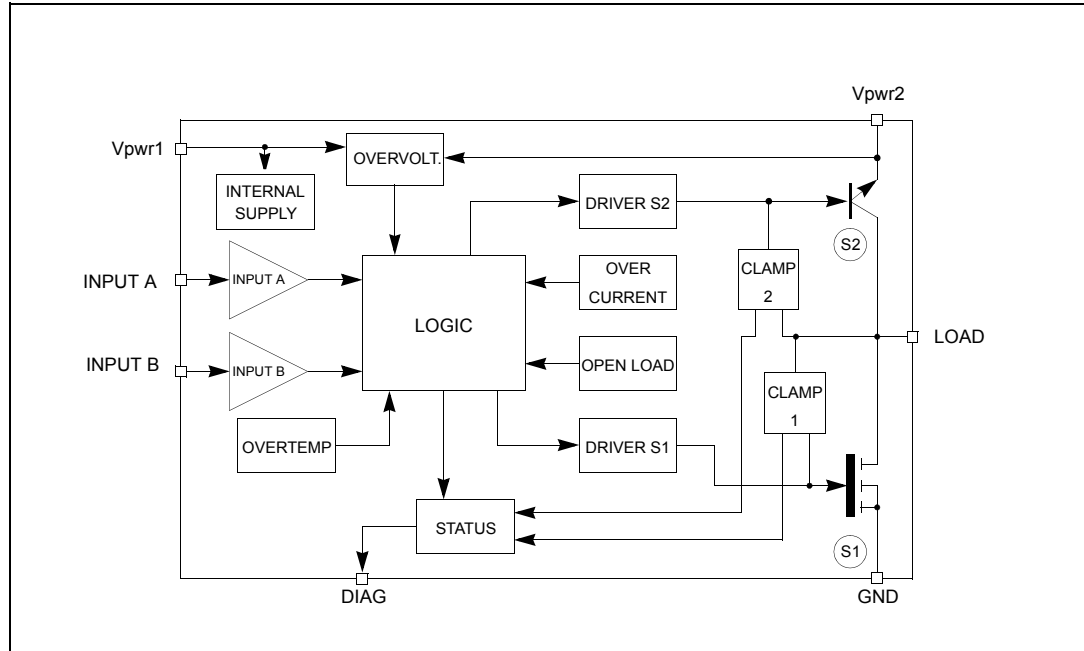 Vpwr2
Vpwr1
OVERVOLT.
INTERNAL
SUPPLY
DRIVER S2
S2
INPUT A
INPUT A
OVER
CURRENT
CLAMP
2
LOGIC
LOAD
INPUT B
INPUT B
OPEN LOAD
CLAMP
1
OVERTEMP
DRIVER S1
STATUS
S1
DIAG
GND